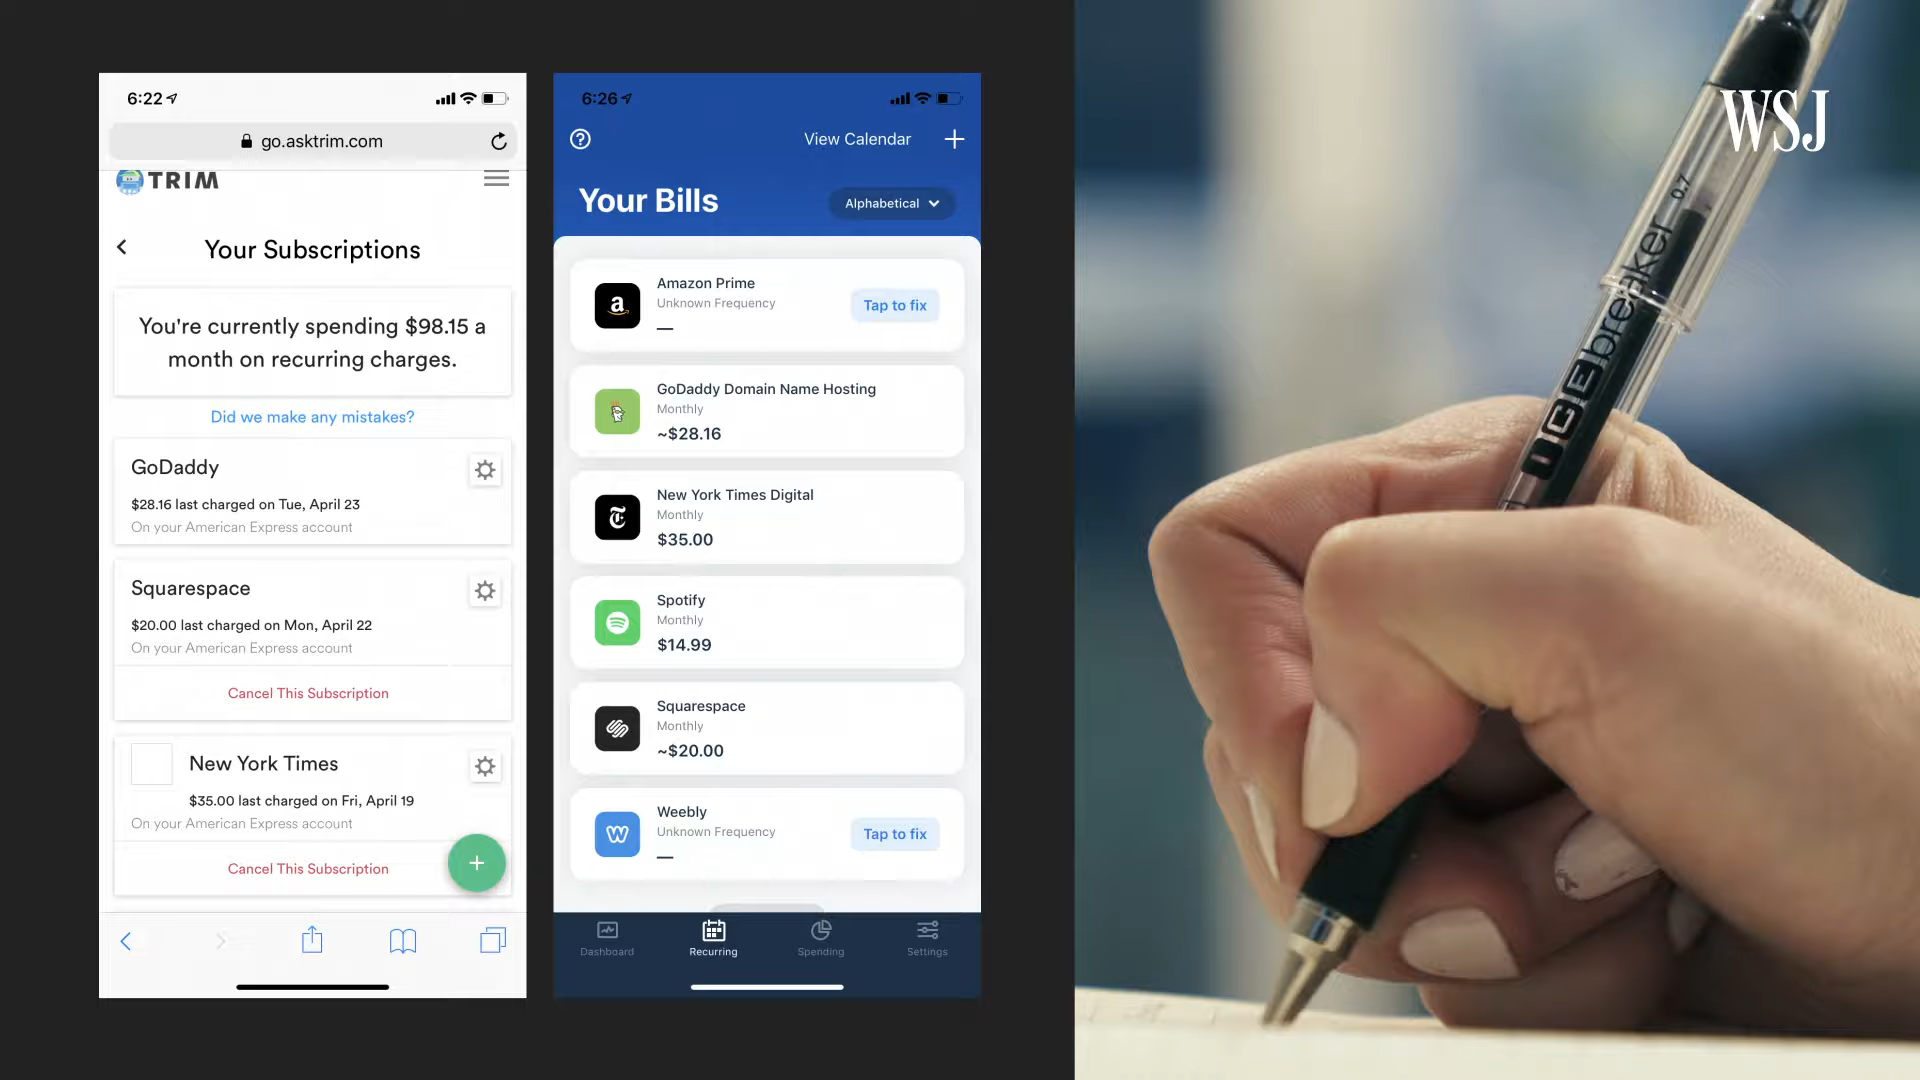 6:22
go.asktrim.com
TRIM
Your Subscriptions
You're currently spending $98.15 a
month on recurring charges.
Did we make any mistakes?
GoDaddy
$28.16 last charged on Tue, April 23
On your American Express account
Squarespace
$20.00 last charged on Mon, April 22
On your American Express account
Cancel This Subscription
New York Times
$35.00 last charged on Fri, April 19
On your American Express account
Cancel This Subscription
6:26
View Calendar
Your Bills
Alphabetical
Amazon Prime
Unknown Frequency
—
Tap to fix
GoDaddy Domain Name Hosting
Monthly
~$28.16
New York Times Digital
Monthly
$35.00
Spotify
Monthly
$14.99
Squarespace
Monthly
~$20.00
Weebly
Unknown Frequency
—
Tap to fix
Dashboard
Recurring
Spending
Settings
WSJ
ICEbreaker 0.7